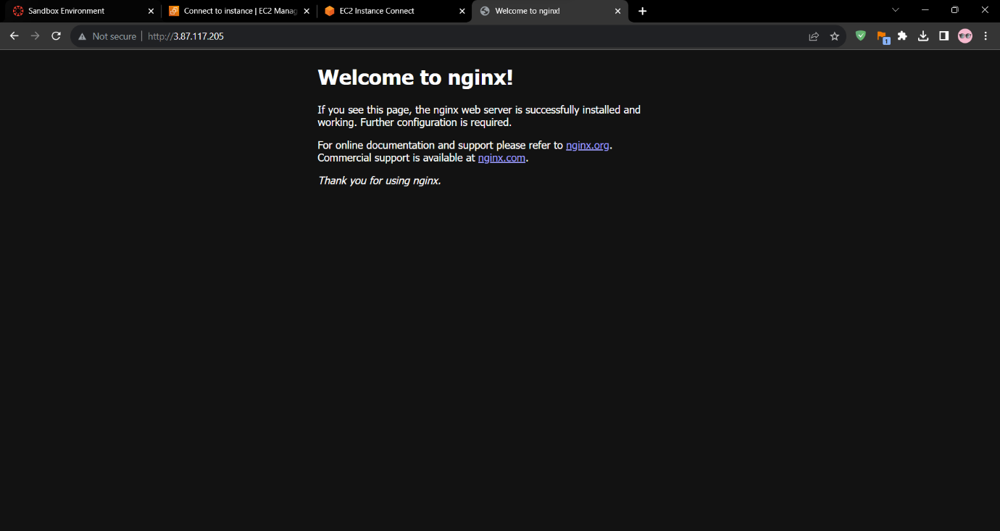 Sandbox Environment
Connect to instance | EC2 Manag
EC2 Instance Connect
Welcome to nginx!
Not secure
http://3.87.117.205
1
Welcome to nginx!
If you see this page, the nginx web server is successfully installed and
working. Further configuration is required.
For online documentation and support please refer to nginx.org.
Commercial support is available at nginx.com.
Thank you for using nginx.